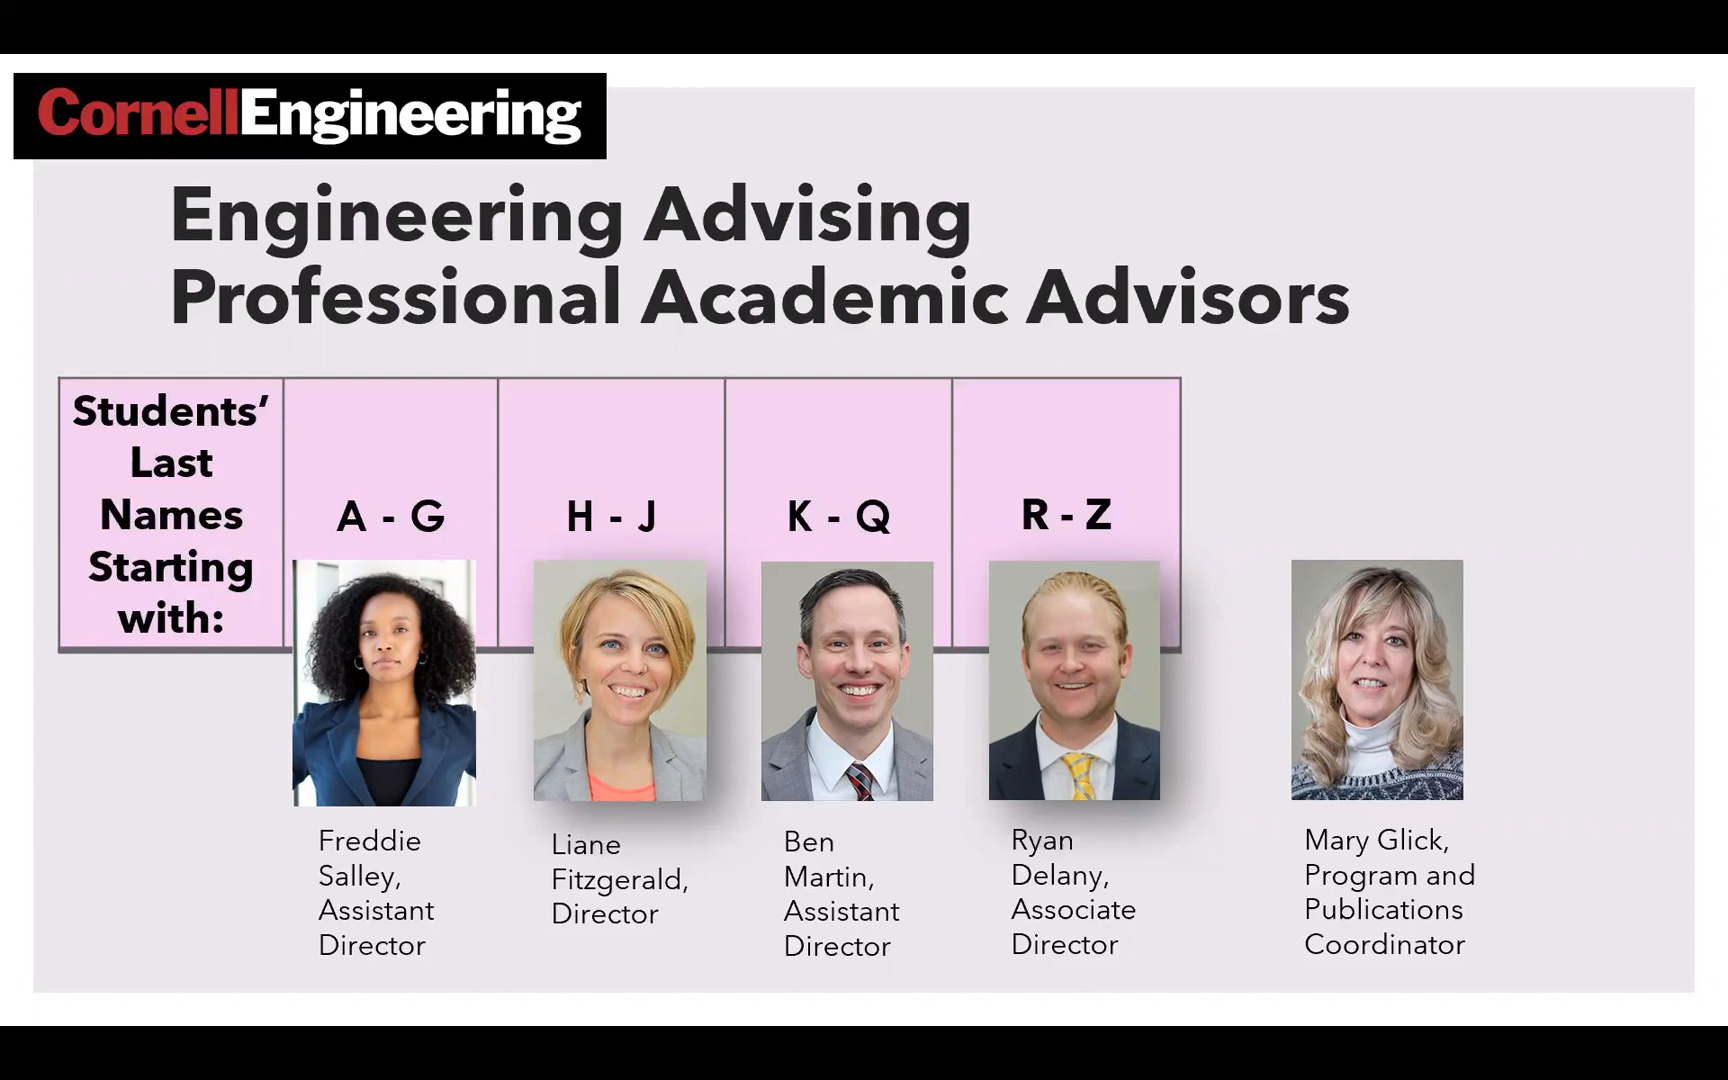 CornellEngineering
Engineering Advising
Professional Academic Advisors
Students’
Last
Names
Starting
with:
A - G
H - J
K - Q
R - Z
Freddie
Salley,
Assistant
Director
Liane
Fitzgerald,
Director
Ben
Martin,
Assistant
Director
Ryan
Delany,
Associate
Director
Mary Glick,
Program and
Publications
Coordinator